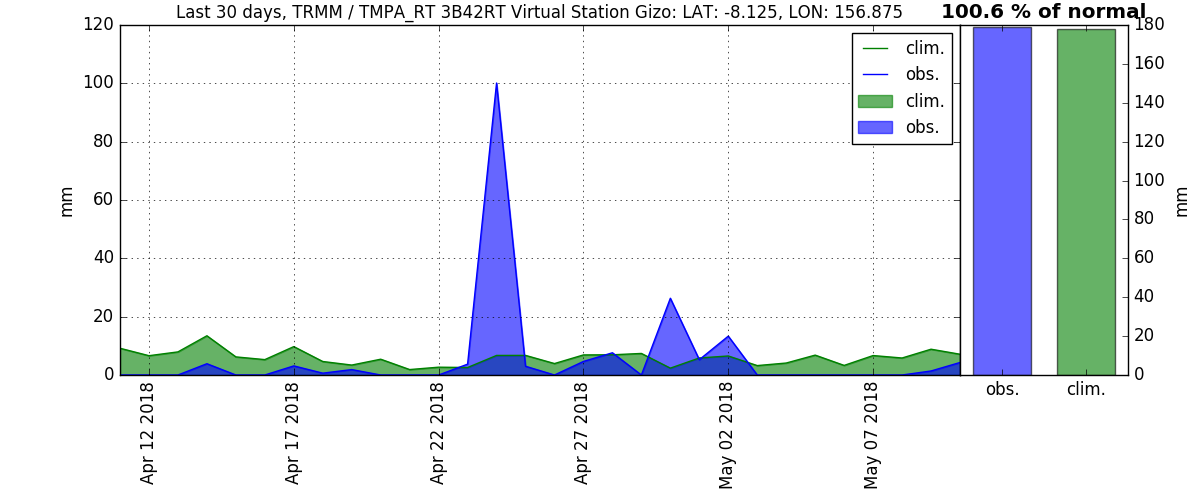 Last 30 days, TRMM / TMPA_RT 3B42RT Virtual Station Gizo: LAT: -8.125, LON: 156.875
100.6 % of normal
120
100
80
60
40
20
0
mm
clim.
obs.
clim.
obs.
Apr 12 2018
Apr 17 2018
Apr 22 2018
Apr 27 2018
May 02 2018
May 07 2018
180
160
140
120
100
80
60
40
20
0
mm
obs.
clim.